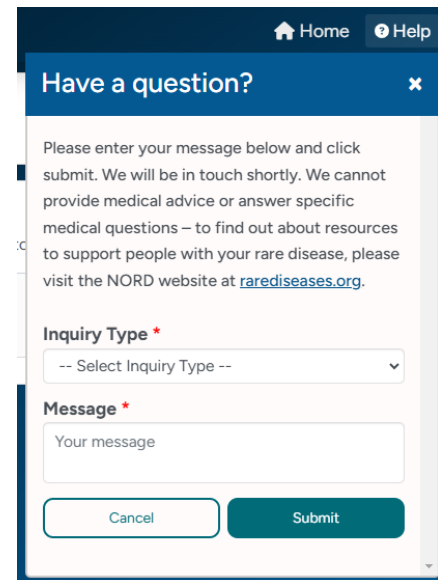 Home Help
Have a question? ×
Please enter your message below and click
submit. We will be in touch shortly. We cannot
provide medical advice or answer specific
medical questions – to find out about resources
to support people with your rare disease, please
visit the NORD website at rarediseases.org.
Inquiry Type *
-- Select Inquiry Type --
Message *
Your message
Cancel Submit